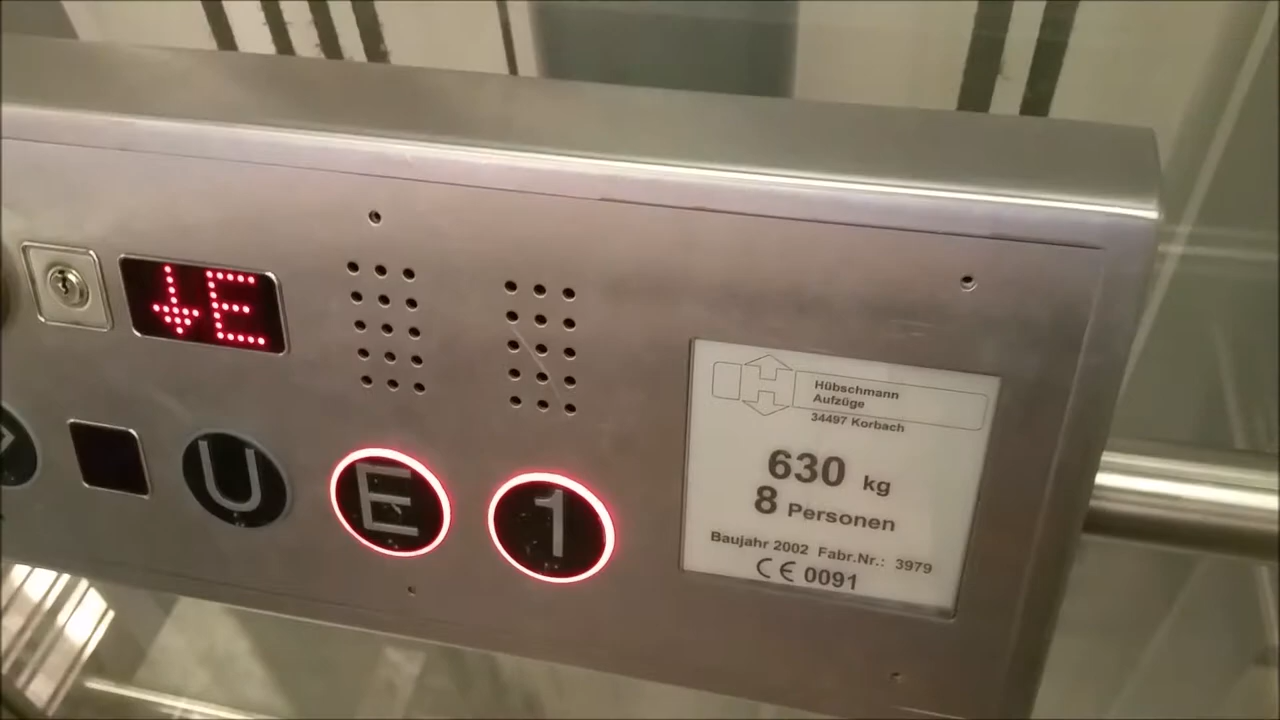 E
U
E
1
H
Hübschmann
Aufzüge
34497 Korbach
630 kg
8 Personen
Baujahr 2002 Fabr.Nr.: 3979
CE 0091